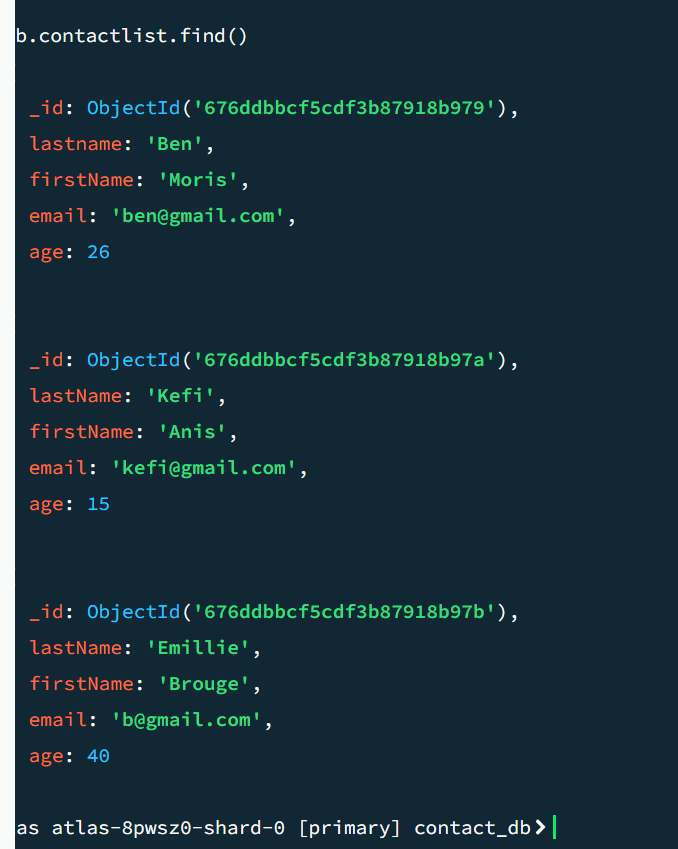 b.contactlist.find()
_id: ObjectId('676ddbbcf5cdf3b87918b979'),
lastname: 'Ben',
firstName: 'Moris',
email: 'ben@gmail.com',
age: 26
_id: ObjectId('676ddbbcf5cdf3b87918b97a'),
lastName: 'Kefi',
firstName: 'Anis',
email: 'kefi@gmail.com',
age: 15
_id: ObjectId('676ddbbcf5cdf3b87918b97b'),
lastName: 'Emillie',
firstName: 'Brouge',
email: 'b@gmail.com',
age: 40
as atlas-8pwsz0-shard-0 [primary] contact_db>